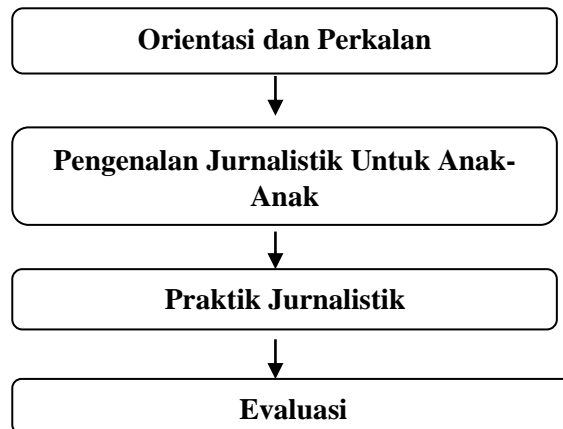 Orientasi dan Perkalan
Pengenalan Jurnalistik Untuk Anak-
Anak
Praktik Jurnalistik
Evaluasi